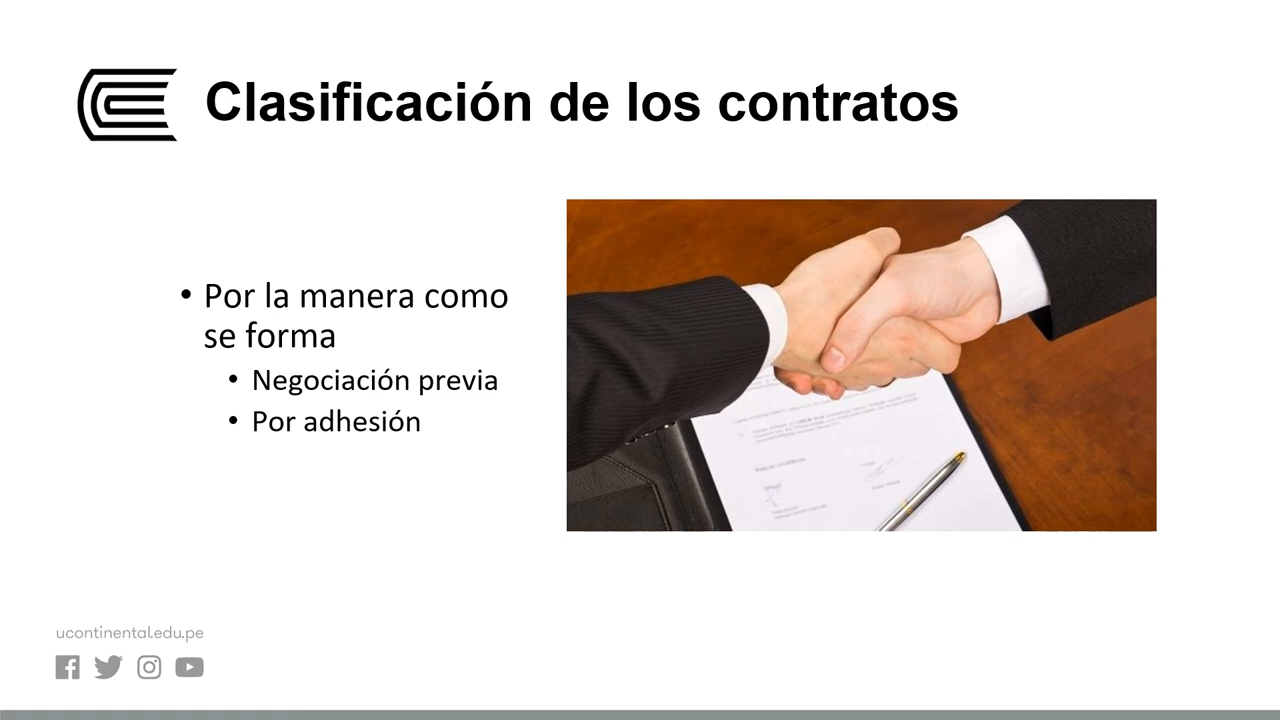 Clasificación de los contratos
• Por la manera como
se forma
• Negociación previa
• Por adhesión
ucontinental.edu.pe